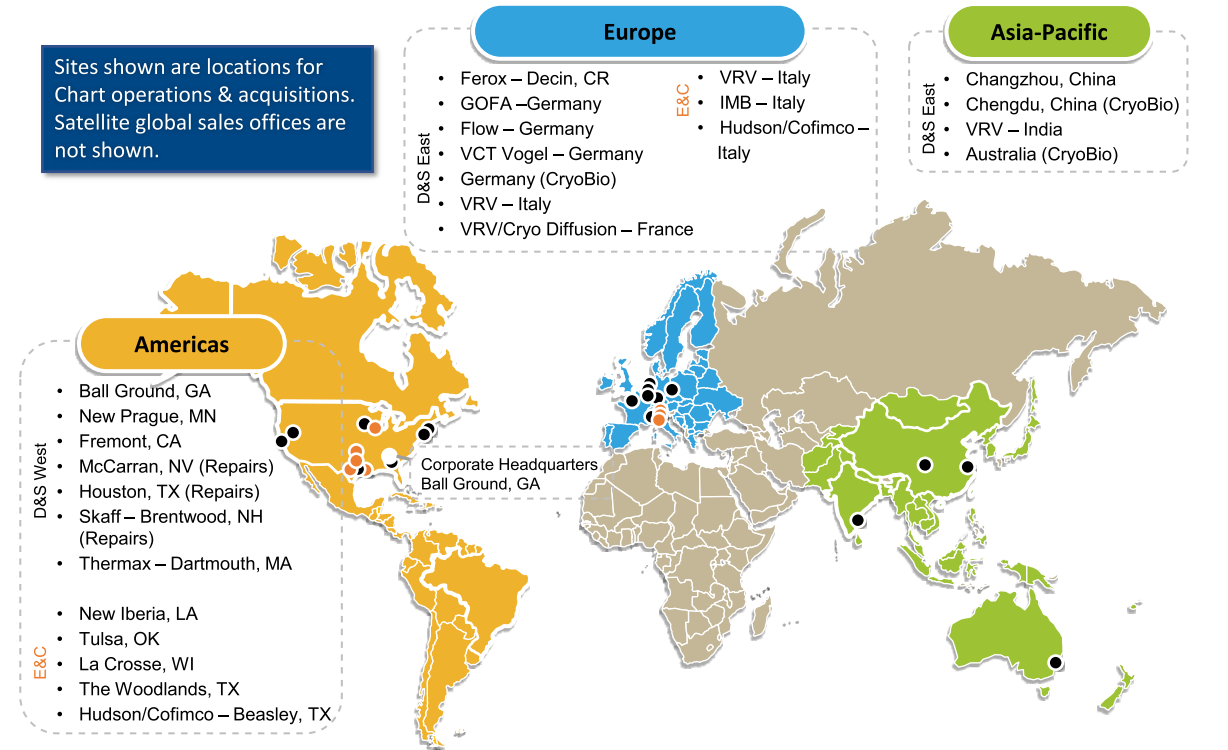 Sites shown are locations for
Chart operations & acquisitions.
Satellite global sales offices are
not shown.
Europe
D&S East
• Ferox – Decin, CR
• GOFA –Germany
• Flow – Germany
• VCT Vogel – Germany
• Germany (CryoBio)
• VRV – Italy
• VRV/Cryo Diffusion – France
E&C
• VRV – Italy
• IMB – Italy
• Hudson/Cofimco –
Italy
Asia-Pacific
D&S East
• Changzhou, China
• Chengdu, China (CryoBio)
• VRV – India
• Australia (CryoBio)
Americas
D&S West
• Ball Ground, GA
• New Prague, MN
• Fremont, CA
• McCarran, NV (Repairs)
• Houston, TX (Repairs)
• Skaff – Brentwood, NH
(Repairs)
• Thermax – Dartmouth, MA
E&C
• New Iberia, LA
• Tulsa, OK
• La Crosse, WI
• The Woodlands, TX
• Hudson/Cofimco – Beasley, TX
Corporate Headquarters
Ball Ground, GA